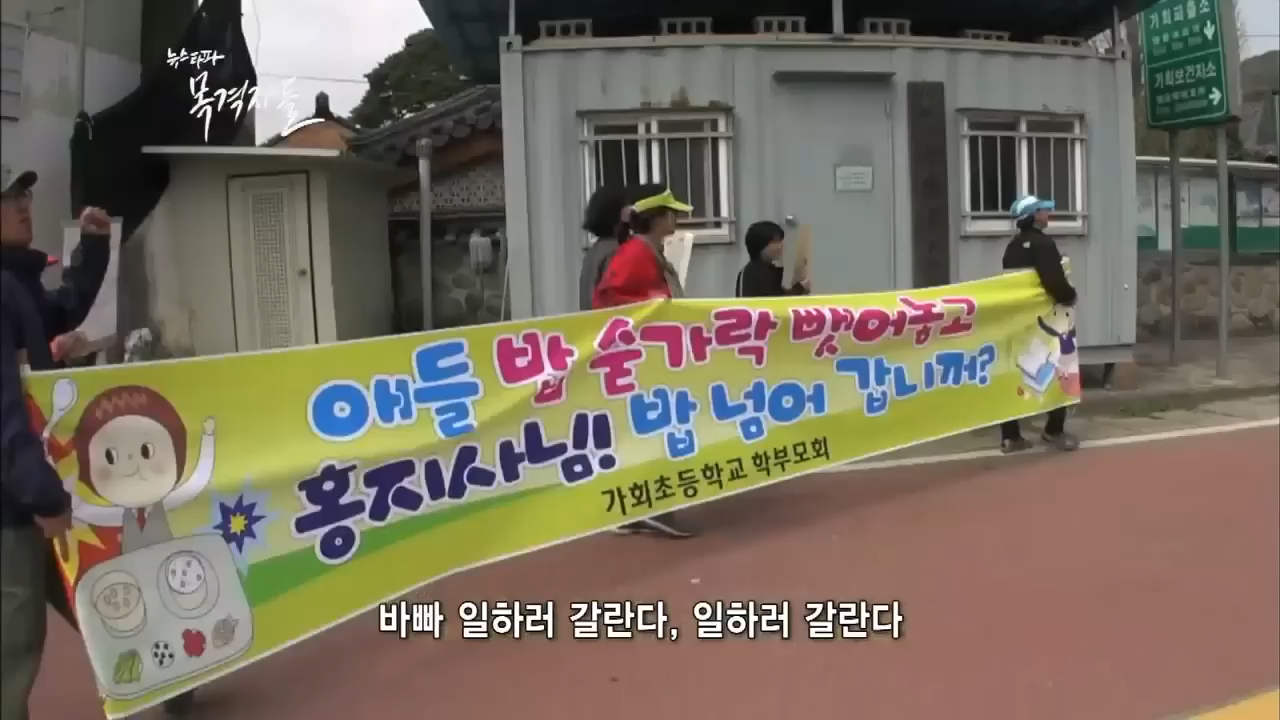 뉴스타파
목격자들
가회파출소
가회보건지소
애들 밥 숟가락 뺏어놓고
홍지사님! 밥 넘어 갑니꺼?
가회초등학교 학부모회
바빠 일하러 갈란다, 일하러 갈란다